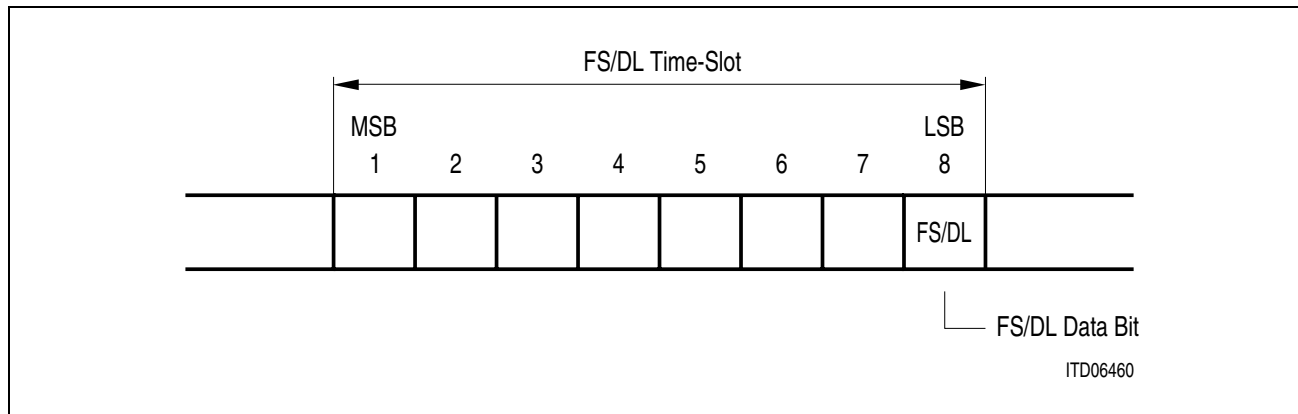 FS/DL Time-Slot
MSB LSB
1 2 3 4 5 6 7 8
FS/DL
FS/DL Data Bit
ITD06460